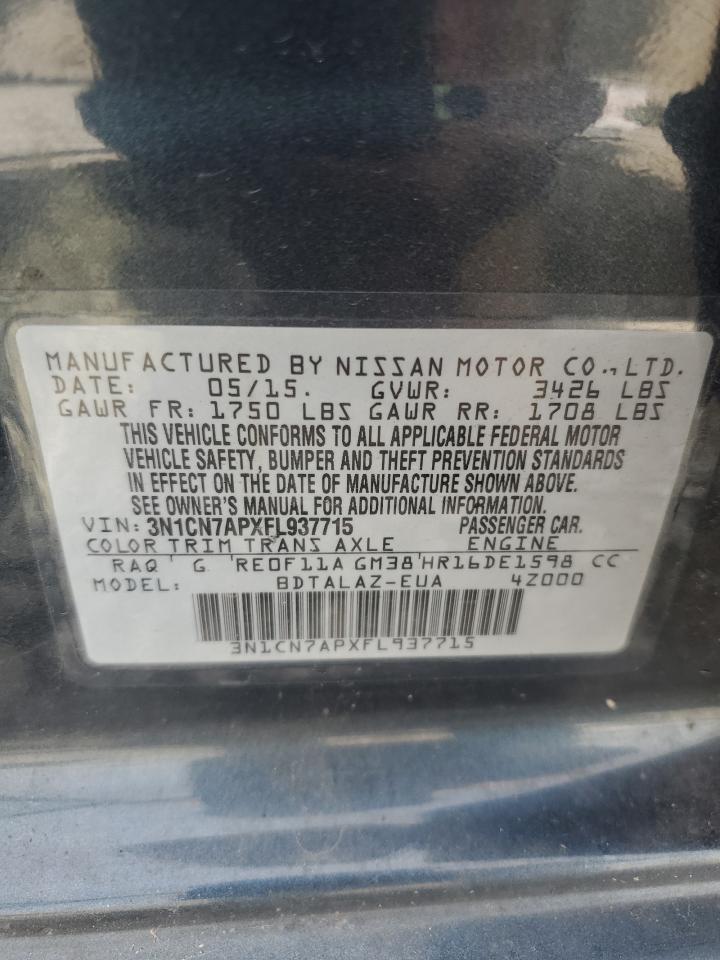 MANUFACTURED BY NISSAN MOTOR CO., LTD.
DATE: 05/15. GVWR: 3426 LBS
GAWR FR: 1750 LBS GAWR RR: 1708 LBS
THIS VEHICLE CONFORMS TO ALL APPLICABLE FEDERAL MOTOR
VEHICLE SAFETY, BUMPER AND THEFT PREVENTION STANDARDS
IN EFFECT ON THE DATE OF MANUFACTURE SHOWN ABOVE.
SEE OWNER'S MANUAL FOR ADDITIONAL INFORMATION.
VIN: 3N1CN7APXFL937715 PASSENGER CAR.
COLOR TRIM TRANS AXLE ENGINE
RAQ G RE0F11A GM38 HR16DE1598 CC
MODEL: BDTALAZ-EUA 4Z000
3N1CN7APXFL937715